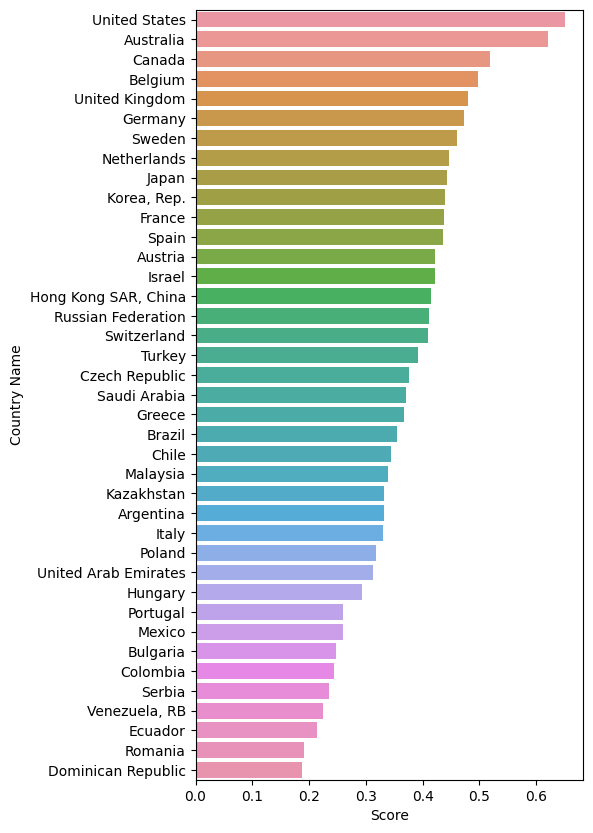 United States
Australia
Canada
Belgium
United Kingdom
Germany
Sweden
Netherlands
Japan
Korea, Rep.
France
Spain
Austria
Israel
Hong Kong SAR, China
Russian Federation
Switzerland
Turkey
Czech Republic
Saudi Arabia
Greece
Brazil
Chile
Malaysia
Kazakhstan
Argentina
Italy
Poland
United Arab Emirates
Hungary
Portugal
Mexico
Bulgaria
Colombia
Serbia
Venezuela, RB
Ecuador
Romania
Dominican Republic
Country Name
0.0 0.1 0.2 0.3 0.4 0.5 0.6
Score